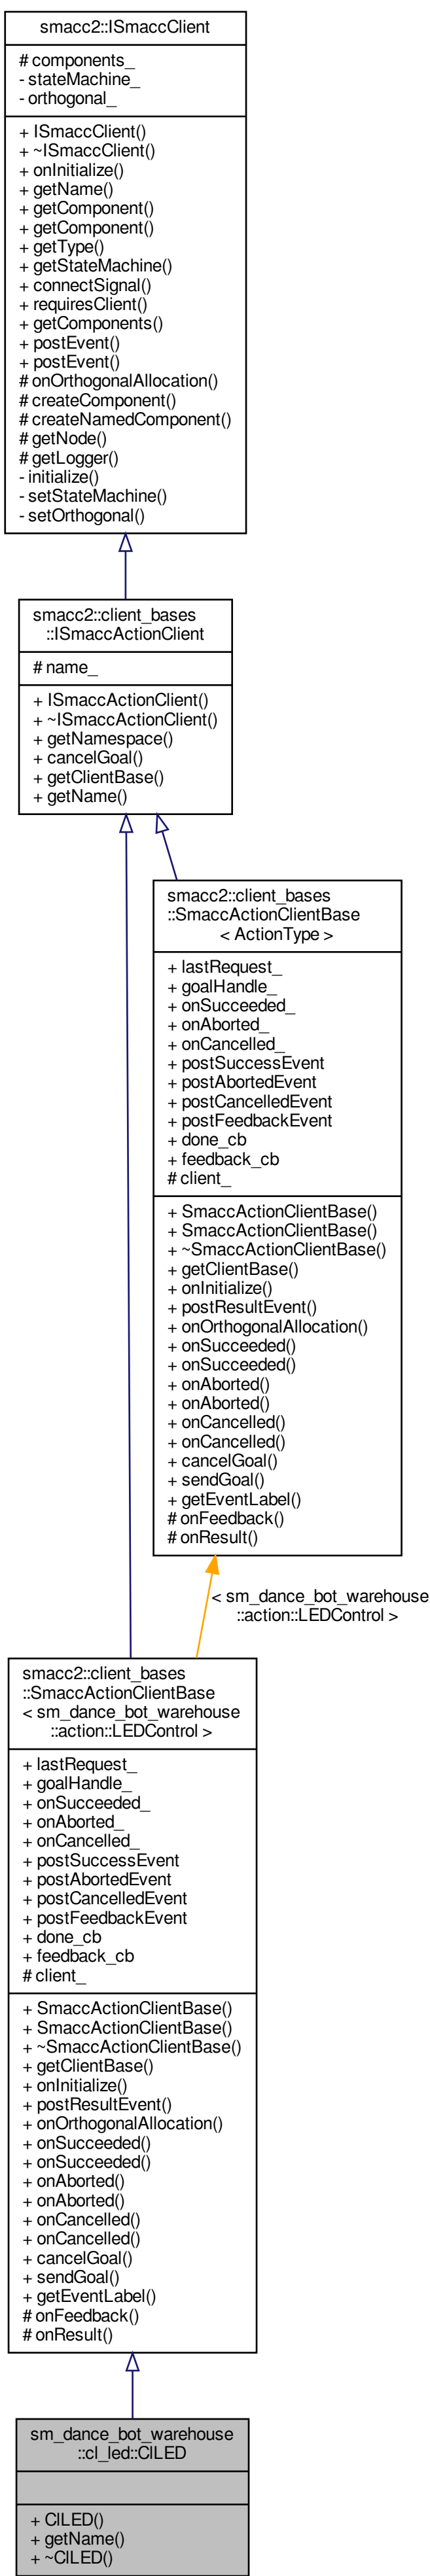 smacc2::ISmaccClient
# components_
- stateMachine_
- orthogonal_
+ ISmaccClient()
+ ~ISmaccClient()
+ onInitialize()
+ getName()
+ getComponent()
+ getComponent()
+ getType()
+ getStateMachine()
+ connectSignal()
+ requiresClient()
+ getComponents()
+ postEvent()
+ postEvent()
# onOrthogonalAllocation()
# createComponent()
# createNamedComponent()
# getNode()
# getLogger()
- initialize()
- setStateMachine()
- setOrthogonal()
smacc2::client_bases
::ISmaccActionClient
# name_
+ ISmaccActionClient()
+ ~ISmaccActionClient()
+ getNamespace()
+ cancelGoal()
+ getClientBase()
+ getName()
smacc2::client_bases
::SmaccActionClientBase
< ActionType >
+ lastRequest_
+ goalHandle_
+ onSucceeded_
+ onAborted_
+ onCancelled_
+ postSuccessEvent
+ postAbortedEvent
+ postCancelledEvent
+ postFeedbackEvent
+ done_cb
+ feedback_cb
# client_
+ SmaccActionClientBase()
+ SmaccActionClientBase()
+ ~SmaccActionClientBase()
+ getClientBase()
+ onInitialize()
+ postResultEvent()
+ onOrthogonalAllocation()
+ onSucceeded()
+ onSucceeded()
+ onAborted()
+ onAborted()
+ onCancelled()
+ onCancelled()
+ cancelGoal()
+ sendGoal()
+ getEventLabel()
# onFeedback()
# onResult()
< sm_dance_bot_warehouse
::action::LEDControl >
smacc2::client_bases
::SmaccActionClientBase
< sm_dance_bot_warehouse
::action::LEDControl >
+ lastRequest_
+ goalHandle_
+ onSucceeded_
+ onAborted_
+ onCancelled_
+ postSuccessEvent
+ postAbortedEvent
+ postCancelledEvent
+ postFeedbackEvent
+ done_cb
+ feedback_cb
# client_
+ SmaccActionClientBase()
+ SmaccActionClientBase()
+ ~SmaccActionClientBase()
+ getClientBase()
+ onInitialize()
+ postResultEvent()
+ onOrthogonalAllocation()
+ onSucceeded()
+ onSucceeded()
+ onAborted()
+ onAborted()
+ onCancelled()
+ onCancelled()
+ cancelGoal()
+ sendGoal()
+ getEventLabel()
# onFeedback()
# onResult()
sm_dance_bot_warehouse
::cl_led::ClLED
+ ClLED()
+ getName()
+ ~ClLED()